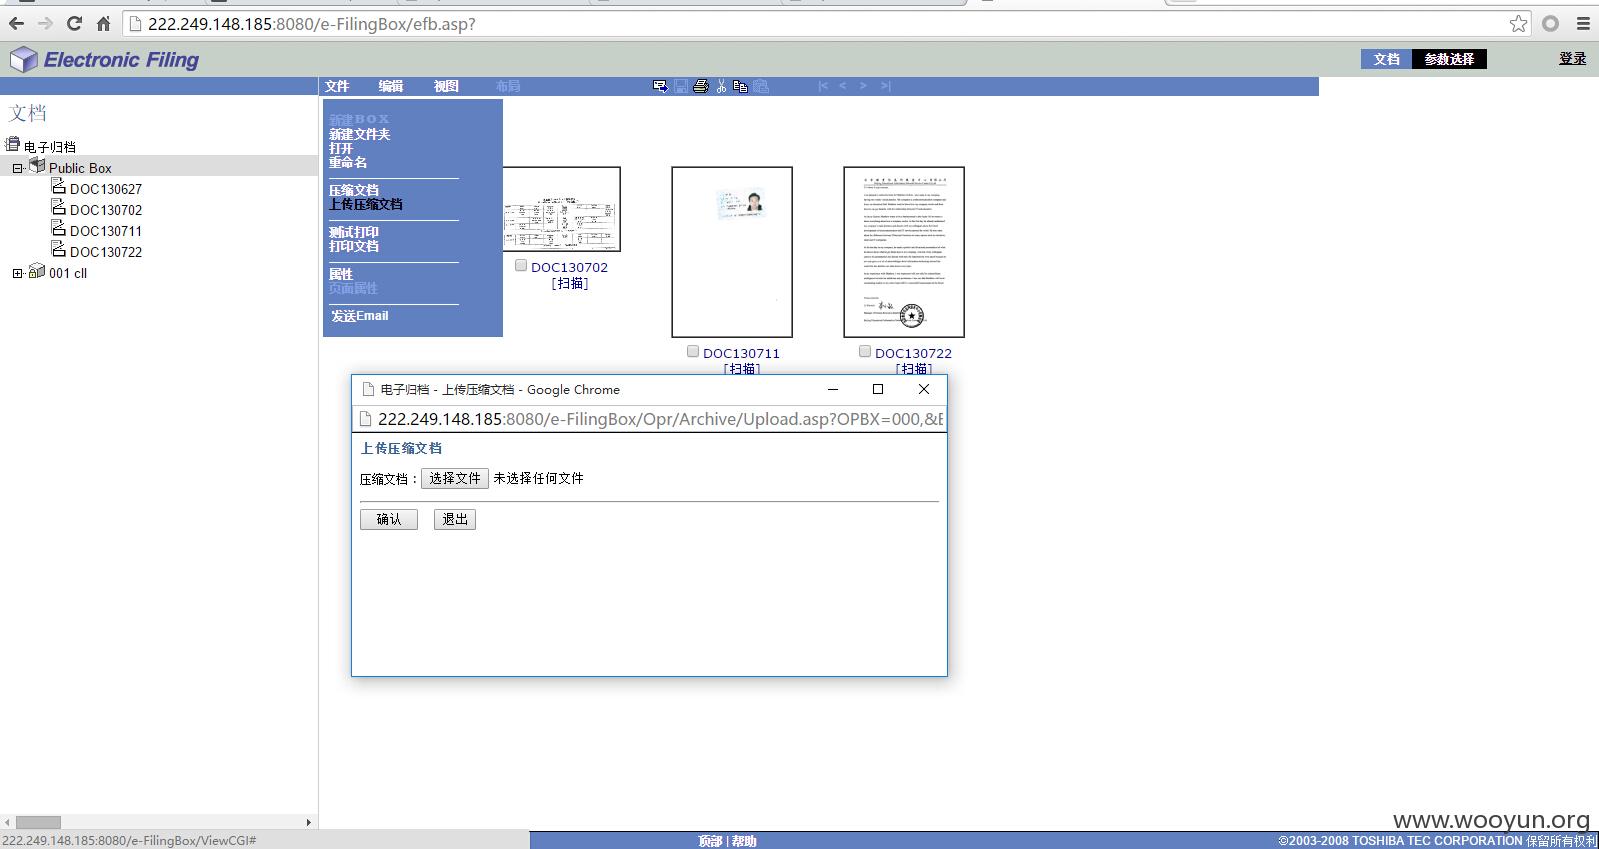 222.249.148.185:8080/e-FilingBox/efb.asp?
Electronic Filing
文档 参数选择 登录
文件 编辑 视图 布局
文档
电子归档
Public Box
DOC130627
DOC130702
DOC130711
DOC130722
001 cll
新建BOX
新建文件夹
打开
重命名
压缩文档
上传压缩文档
测试打印
打印文档
属性
页面属性
发送Email
DOC130702
[扫描]
DOC130711
[扫描]
DOC130722
[扫描]
电子归档 - 上传压缩文档 - Google Chrome
222.249.148.185:8080/e-FilingBox/Opr/Archive/Upload.asp?OPBX=000,&E
上传压缩文档
压缩文档： 选择文件 未选择任何文件
确认 退出
www.wooyun.org
222.249.148.185:8080/e-FilingBox/ViewCGI#
顶部 | 帮助
©2003-2008 TOSHIBA TEC CORPORATION 保留所有权利